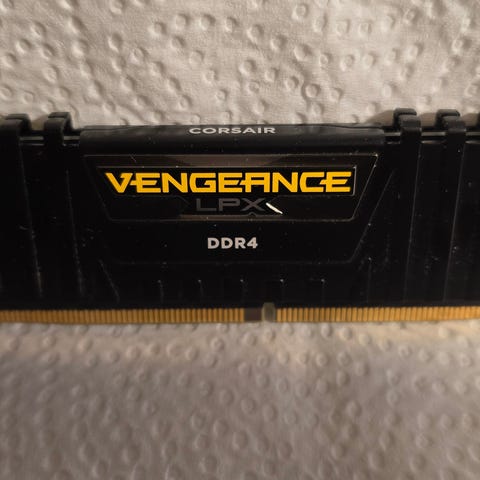 CORSAIR
VENGEANCE
LPX
DDR4